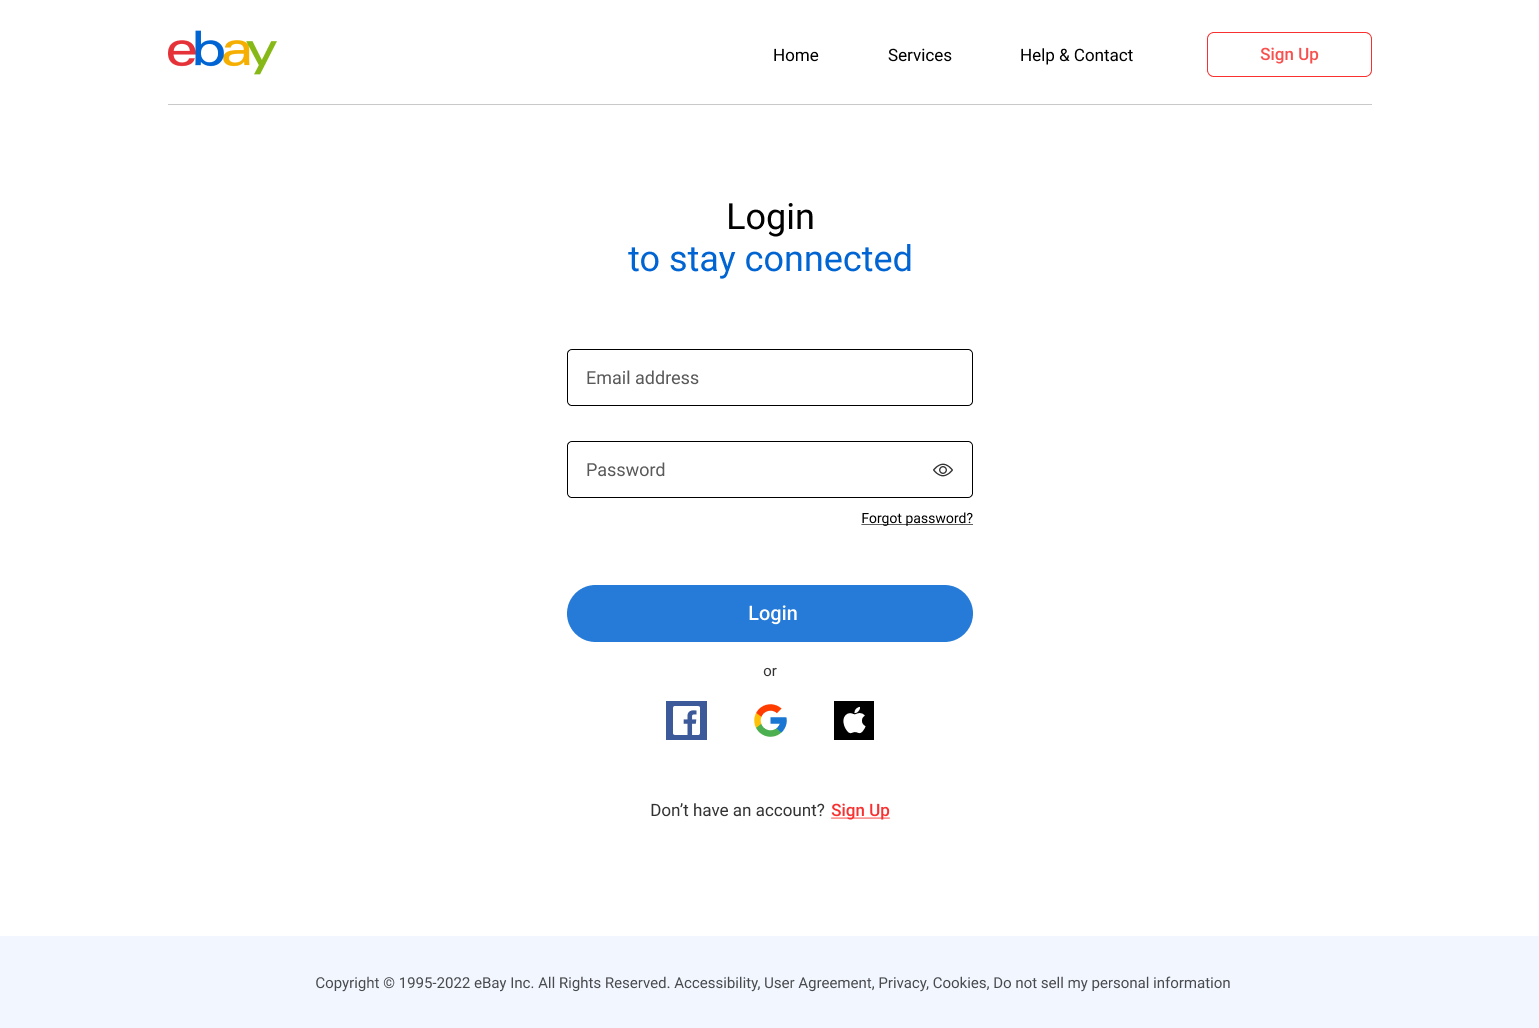 ebay
Home
Services
Help & Contact
Sign Up
Login
to stay connected
Email address
Password
Forgot password?
Login
or
Don’t have an account? Sign Up
Copyright © 1995-2022 eBay Inc. All Rights Reserved. Accessibility, User Agreement, Privacy, Cookies, Do not sell my personal information